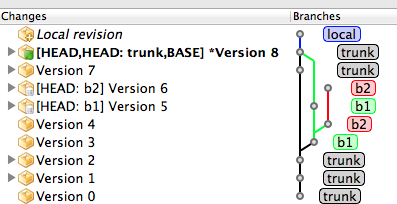 Changes Branches
Local revision local
[HEAD,HEAD: trunk,BASE] *Version 8 trunk
Version 7 trunk
[HEAD: b2] Version 6 b2
[HEAD: b1] Version 5 b1
Version 4 b2
Version 3 b1
Version 2 trunk
Version 1 trunk
Version 0 trunk